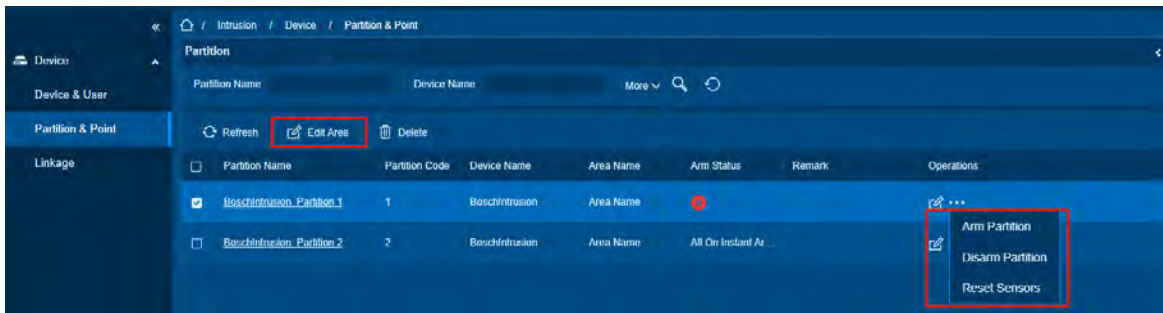 « / Intrusion / Device / Partition & Point
Device
Device & User
Partition & Point
Linkage
Partition
Partition Name Device Name More
Refresh Edit Area Delete
Partition Name Partition Code Device Name Area Name Arm Status Remark Operations
BoschIntrusion_Partition 1 1 BoschIntrusion Area Name ...
BoschIntrusion_Partition 2 2 BoschIntrusion Area Name All On Instant Ar...
Arm Partition
Disarm Partition
Reset Sensors